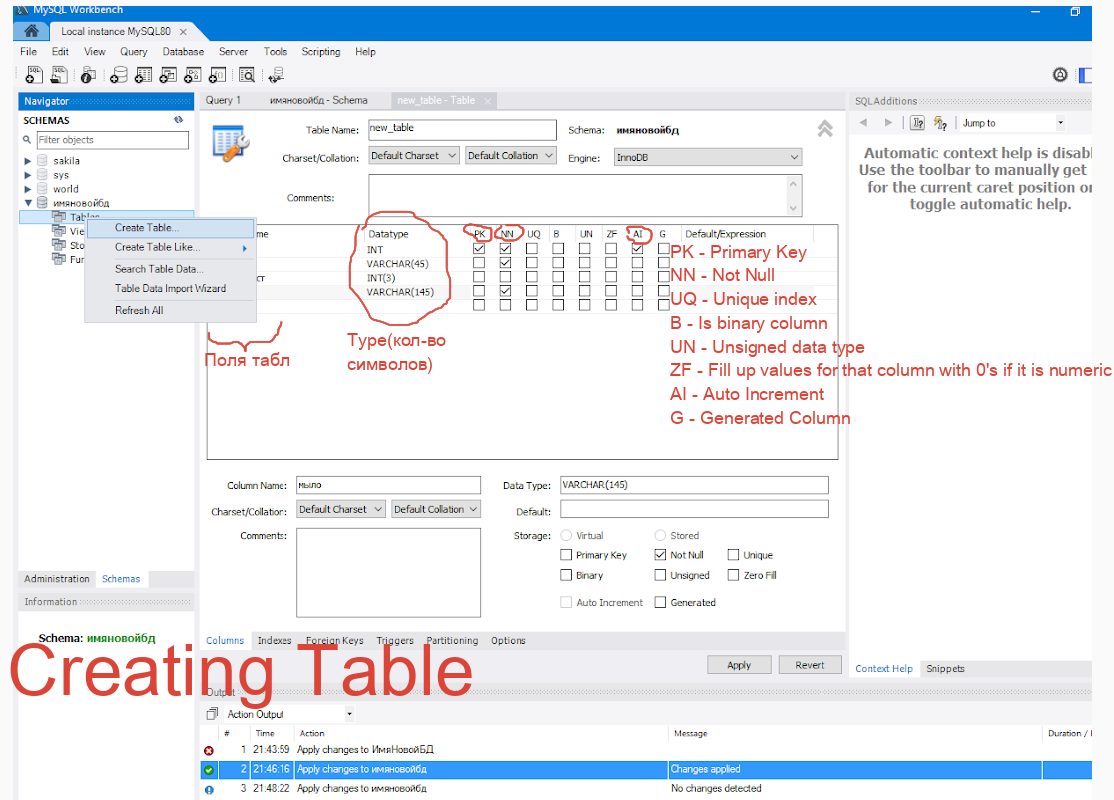 MySQL Workbench
Local instance MySQL80
File Edit View Query Database Server Tools Scripting Help
Navigator
SCHEMAS
Filter objects
sakila
sys
world
имяновойбд
Tables
Create Table...
Create Table Like...
Search Table Data...
Table Data Import Wizard
Refresh All
Query 1 имяновойбд - Schema new_table - Table
Table Name: new_table Schema: имяновойбд
Charset/Collation: Default Charset Default Collation Engine: InnoDB
Comments:
Datatype PK NN UQ B UN ZF AI G Default/Expression
INT
VARCHAR(45)
INT(3)
VARCHAR(145)
Поля табл
Type(кол-во
символов)
PK - Primary Key
NN - Not Null
UQ - Unique index
B - Is binary column
UN - Unsigned data type
ZF - Fill up values for that column with 0's if it is numeric
AI - Auto Increment
G - Generated Column
Column Name: мыло Data Type: VARCHAR(145)
Charset/Collation: Default Charset Default Collation Default:
Comments: Storage: Virtual Stored
Primary Key Not Null Unique
Binary Unsigned Zero Fill
Auto Increment Generated
Columns Indexes Foreign Keys Triggers Partitioning Options
Apply Revert
SQLAdditions
Jump to
Automatic context help is disabl
Use the toolbar to manually get
for the current caret position or
toggle automatic help.
Context Help Snippets
Administration Schemas
Information
Schema: имяновойбд
Creating Table
Output
Action Output
# Time Action Message Duration /
1 21:43:59 Apply changes to ИмяНовойБД
2 21:46:16 Apply changes to имяновойбд Changes applied
3 21:48:22 Apply changes to имяновойбд No changes detected